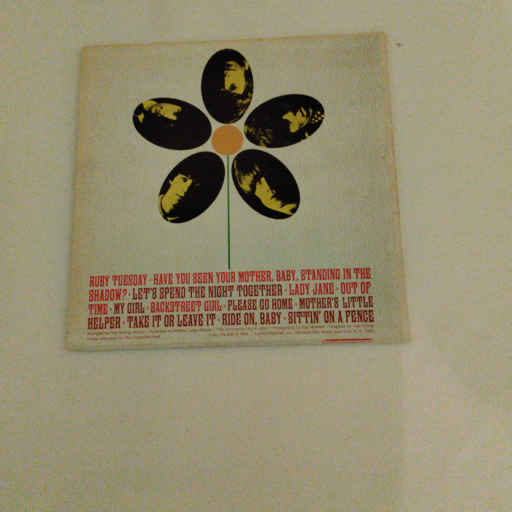 RUBY TUESDAY · HAVE YOU SEEN YOUR MOTHER, BABY, STANDING IN THE
SHADOW? · LET'S SPEND THE NIGHT TOGETHER · LADY JANE · OUT OF
TIME · MY GIRL · BACKSTREET GIRL · PLEASE GO HOME · MOTHER'S LITTLE
HELPER · TAKE IT OR LEAVE IT · RIDE ON, BABY · SITTIN' ON A FENCE